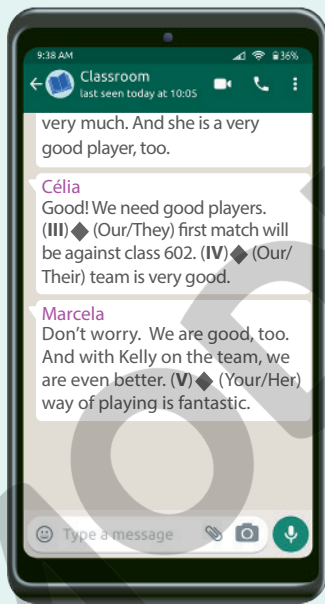 9:38 AM
36%
Classroom
last seen today at 10:05
very much. And she is a very
good player, too.
Célia
Good! We need good players.
(III)◆ (Our/They) first match will
be against class 602. (IV)◆ (Our/
Their) team is very good.
Marcela
Don’t worry. We are good, too.
And with Kelly on the team, we
are even better. (V)◆ (Your/Her)
way of playing is fantastic.
Type a message